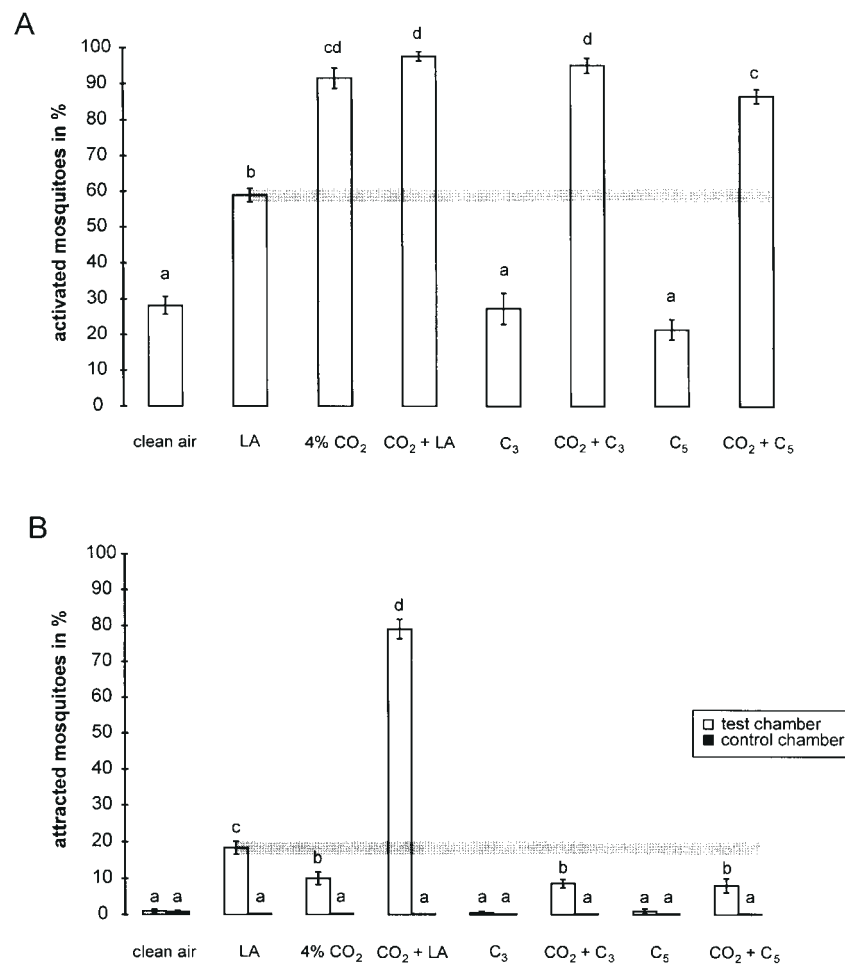 A
activated mosquitoes in %
100
90
80
70
60
50
40
30
20
10
0
a
b
cd
d
a
d
a
c
clean air LA 4% CO₂ CO₂ + LA C₃ CO₂ + C₃ C₅ CO₂ + C₅
B
attracted mosquitoes in %
100
90
80
70
60
50
40
30
20
10
0
a a
c a
b a
d a
a a
b a
a a
b a
test chamber
control chamber
clean air LA 4% CO₂ CO₂ + LA C₃ CO₂ + C₃ C₅ CO₂ + C₅